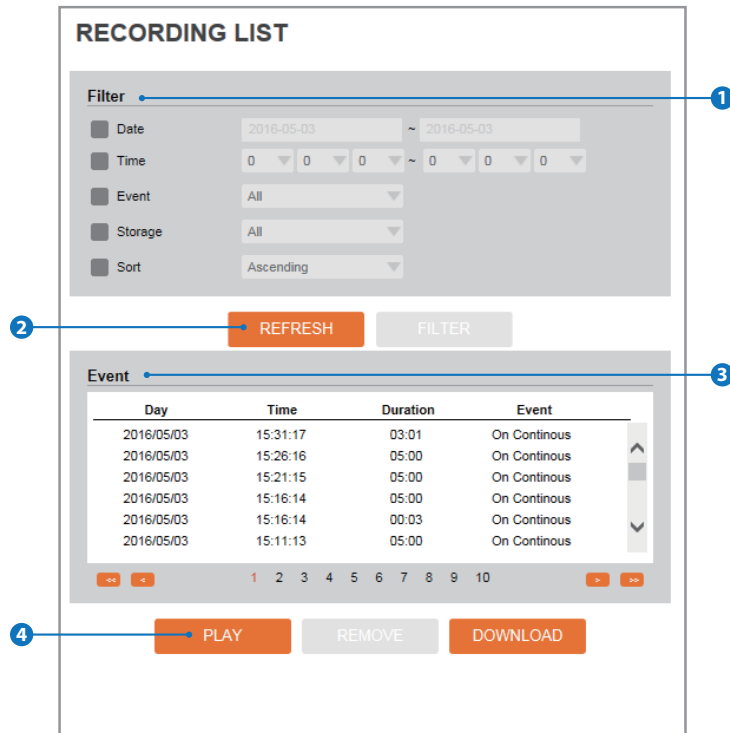 RECORDING LIST
Filter
1
Date 2016-05-03 ~ 2016-05-03
Time 0 0 0 ~ 0 0 0
Event All
Storage All
Sort Ascending
2 REFRESH FILTER
Event
3
Day Time Duration Event
2016/05/03 15:31:17 03:01 On Continous
2016/05/03 15:26:16 05:00 On Continous
2016/05/03 15:21:15 05:00 On Continous
2016/05/03 15:16:14 05:00 On Continous
2016/05/03 15:16:14 00:03 On Continous
2016/05/03 15:11:13 05:00 On Continous
<< < 1 2 3 4 5 6 7 8 9 10 > >>
4 PLAY REMOVE DOWNLOAD